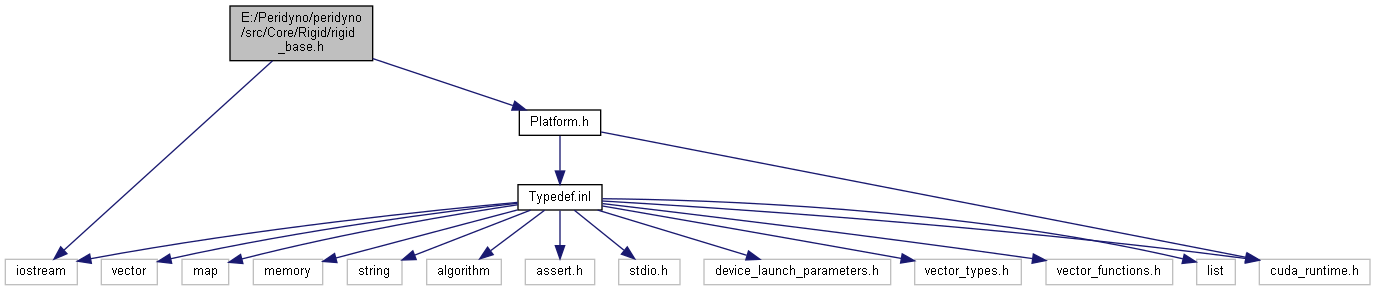 E:/Peridyno/peridyno
/src/Core/Rigid/rigid
_base.h
Platform.h
Typedef.inl
iostream
vector
map
memory
string
algorithm
assert.h
stdio.h
device_launch_parameters.h
vector_types.h
vector_functions.h
list
cuda_runtime.h